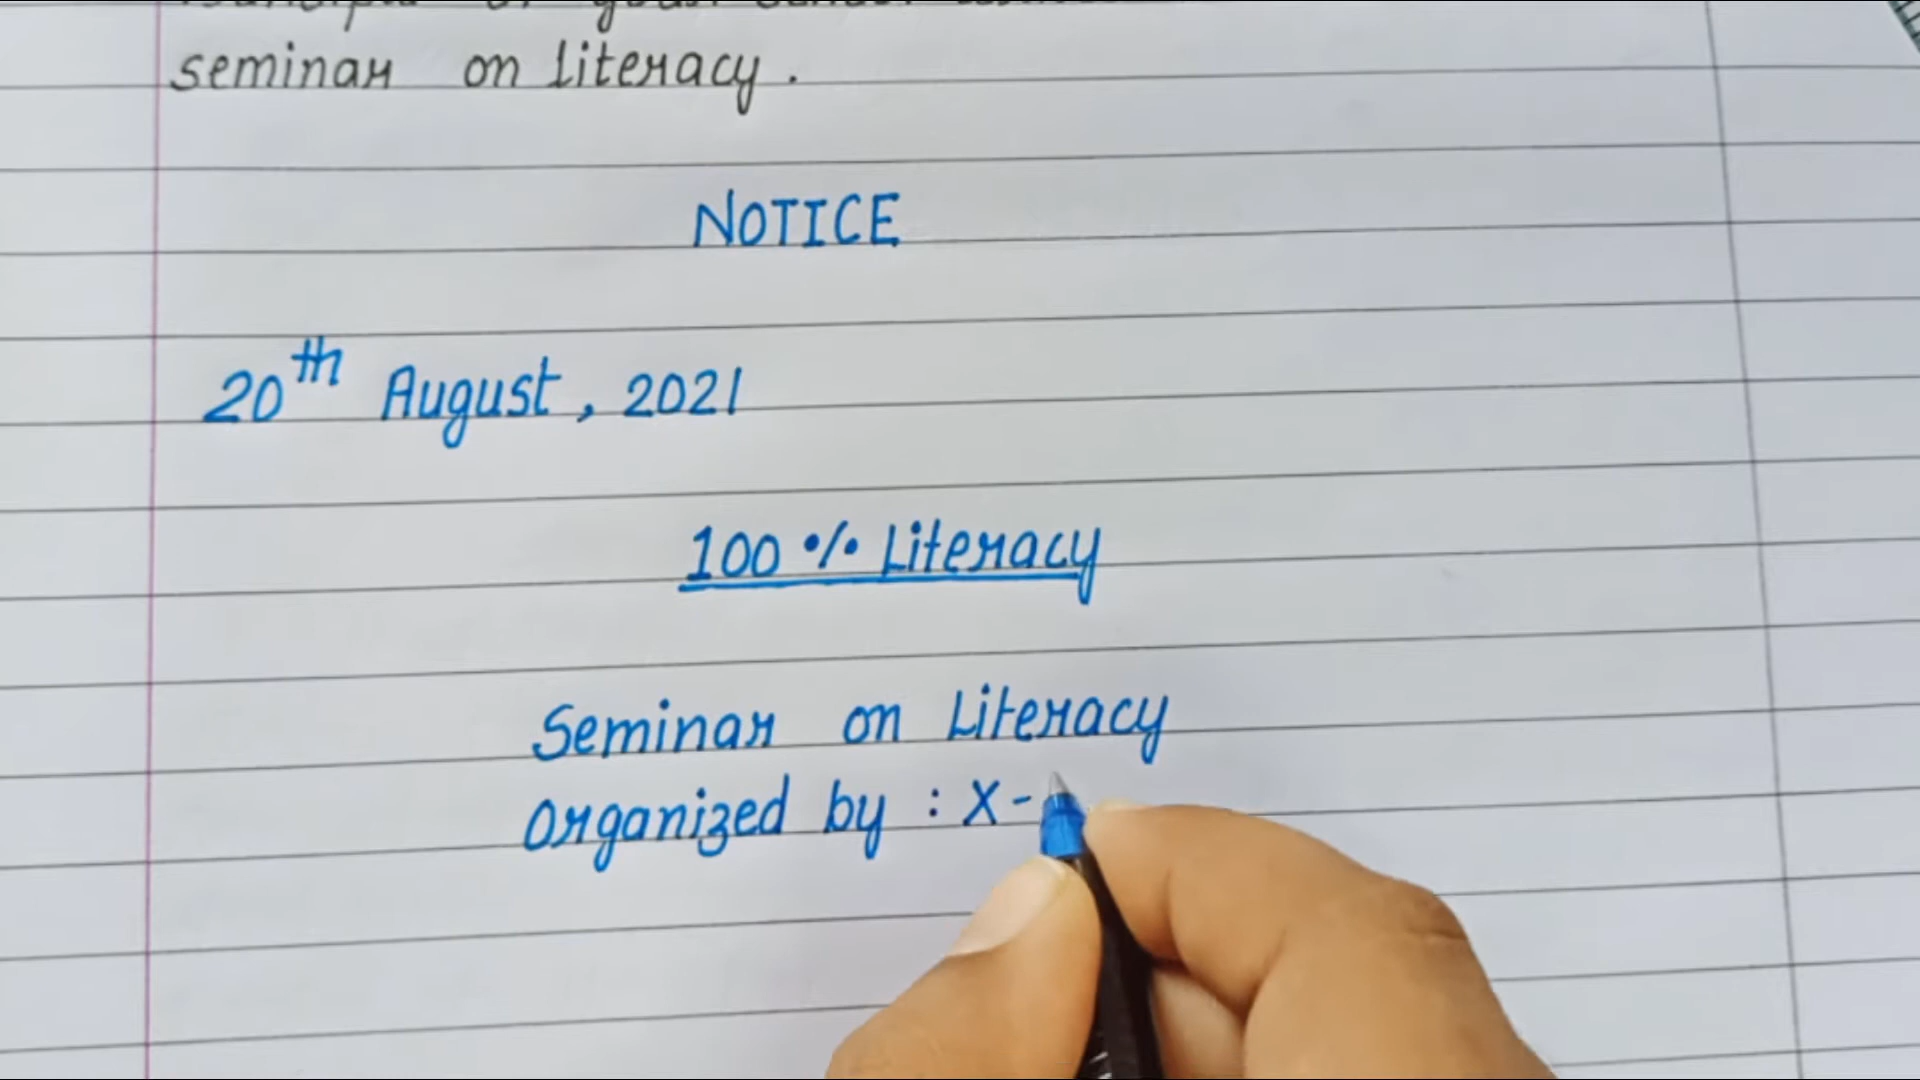 seminar on literacy.
NOTICE
20th August, 2021
100 % Literacy
Seminar on Literacy
Organized by : X-